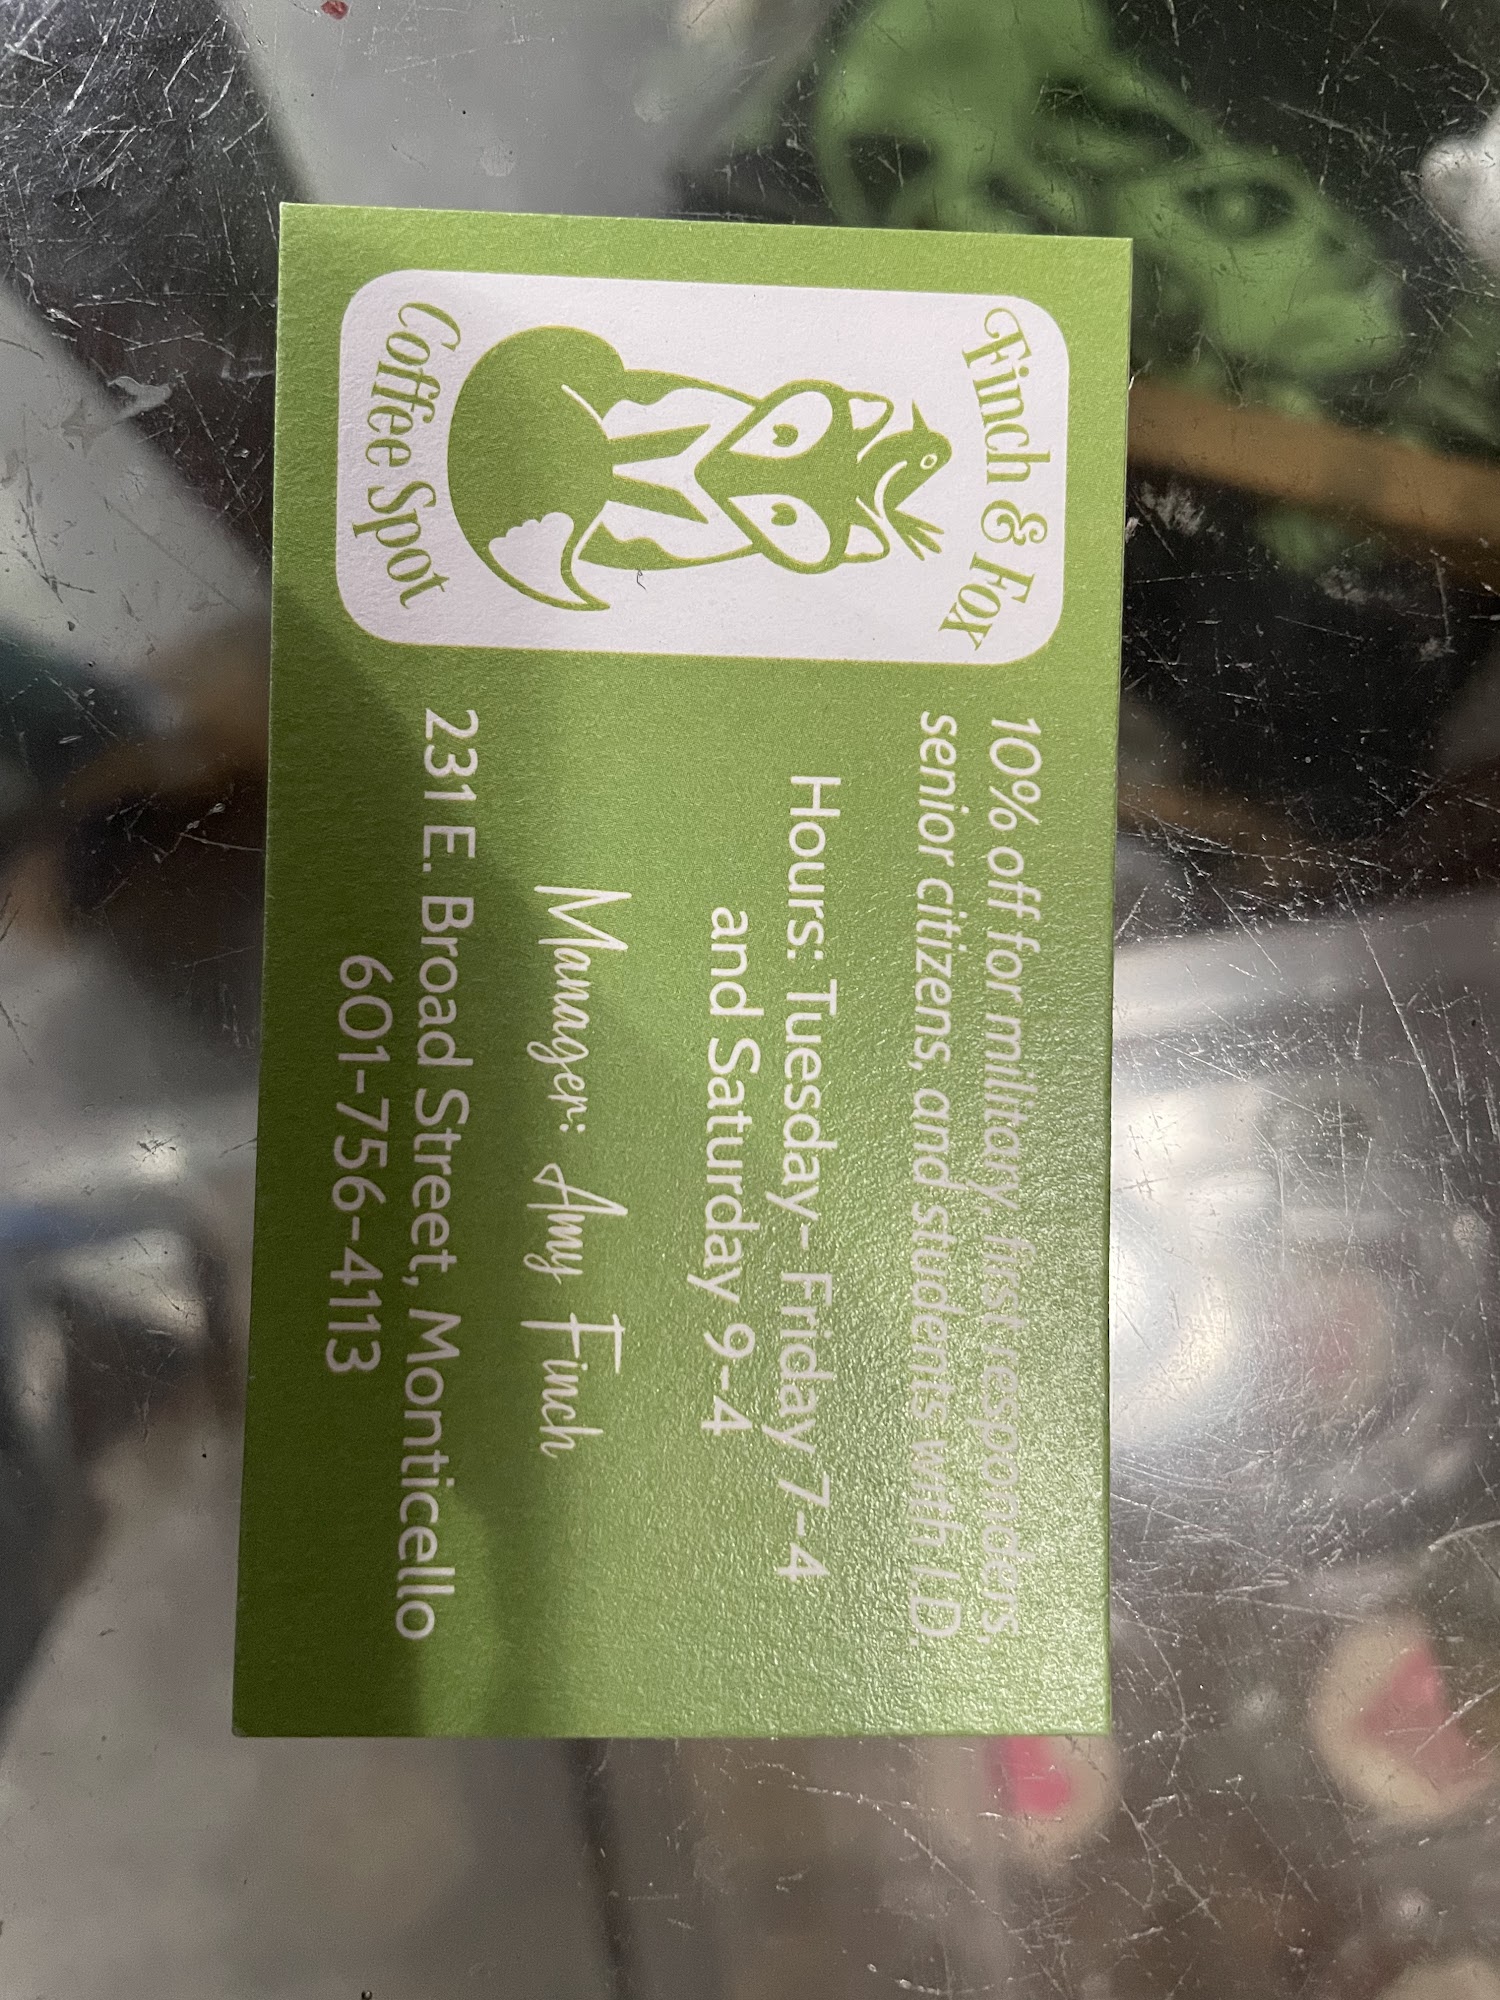 Finch & Fox
Coffee Spot
10% off for military, first responders,
senior citizens, and students with I.D.
Hours: Tuesday- Friday 7-4
and Saturday 9-4
Manager: Amy Finch
231 E. Broad Street, Monticello
601-756-4113